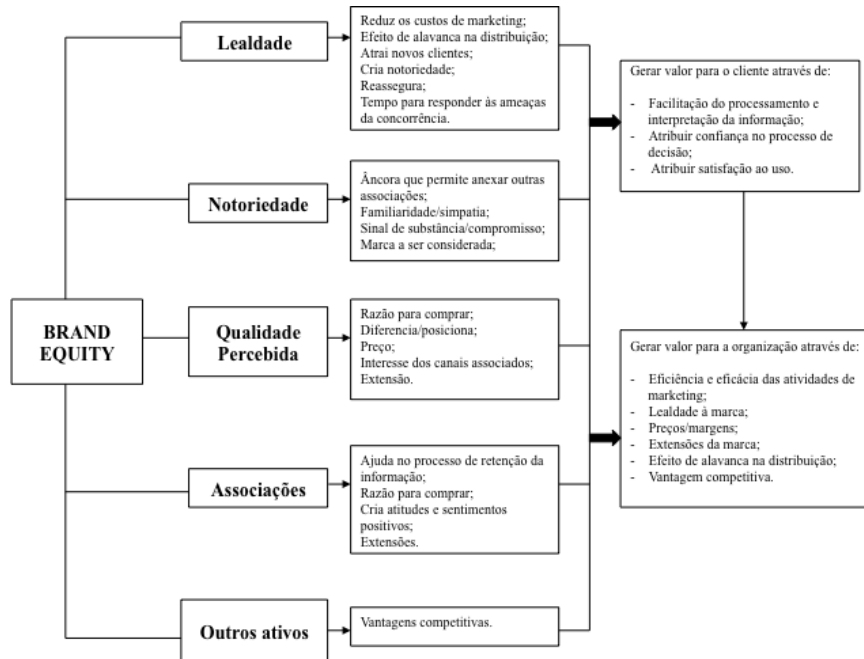 BRAND
EQUITY
Lealdade
Reduz os custos de marketing;
Efeito de alavanca na distribuição;
Atrai novos clientes;
Cria notoriedade;
Reassegura;
Tempo para responder às ameaças
da concorrência.
Notoriedade
Âncora que permite anexar outras
associações;
Familiaridade/simpatia;
Sinal de substância/compromisso;
Marca a ser considerada;
Qualidade
Percebida
Razão para comprar;
Diferencia/posiciona;
Preço;
Interesse dos canais associados;
Extensão.
Associações
Ajuda no processo de retenção da
informação;
Razão para comprar;
Cria atitudes e sentimentos
positivos;
Extensões.
Outros ativos
Vantagens competitivas.
Gerar valor para o cliente através de:
- Facilitação do processamento e
interpretação da informação;
- Atribuir confiança no processo de
decisão;
- Atribuir satisfação ao uso.
Gerar valor para a organização através de:
- Eficiência e eficácia das atividades de
marketing;
- Lealdade à marca;
- Preços/margens;
- Extensões da marca;
- Efeito de alavanca na distribuição;
- Vantagem competitiva.